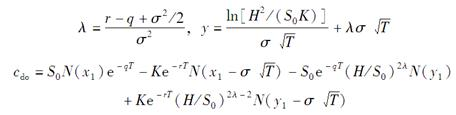 λ = (r - q + σ²/2)/σ², y = ln[H²/(S₀K)]/(σ √T) + λσ √T
c_do = S₀N(x₁)e^(-qT) - Ke^(-rT)N(x₁ - σ √T) - S₀e^(-qT)(H/S₀)^(2λ)N(y₁)
+ Ke^(-rT)(H/S₀)^(2λ-2)N(y₁ - σ √T)